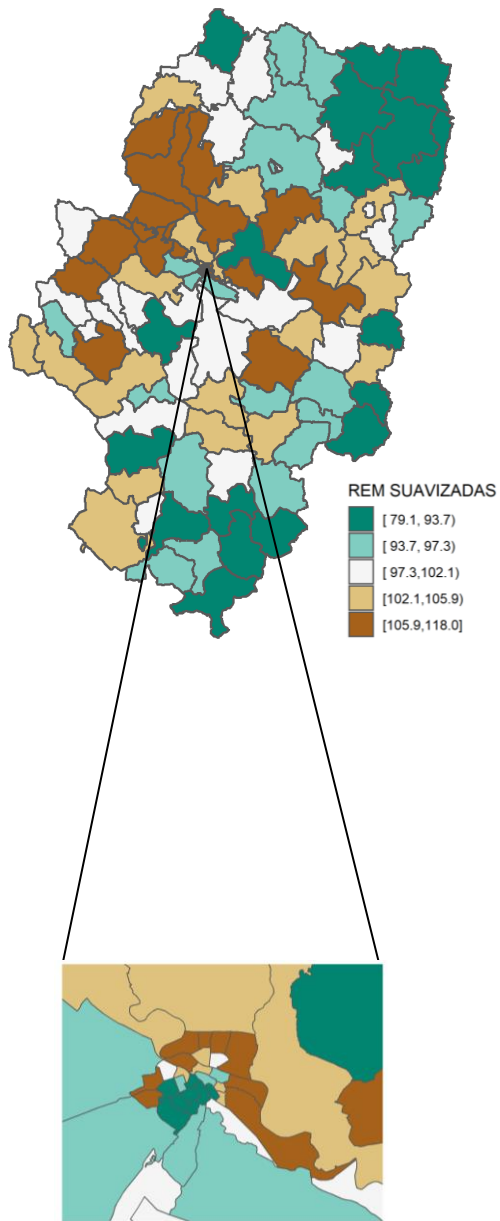 REM SUAVIZADAS
[ 79.1, 93.7)
[ 93.7, 97.3)
[ 97.3,102.1)
[102.1,105.9)
[105.9,118.0]